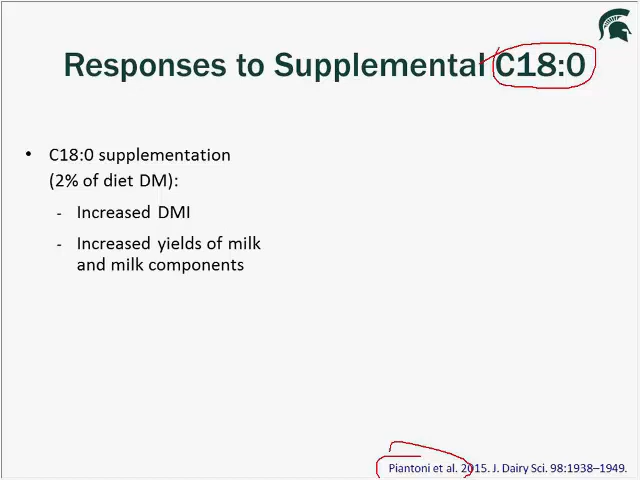 Responses to Supplemental C18:0
• C18:0 supplementation
(2% of diet DM):
- Increased DMI
- Increased yields of milk
and milk components
Piantoni et al. 2015. J. Dairy Sci. 98:1938–1949.